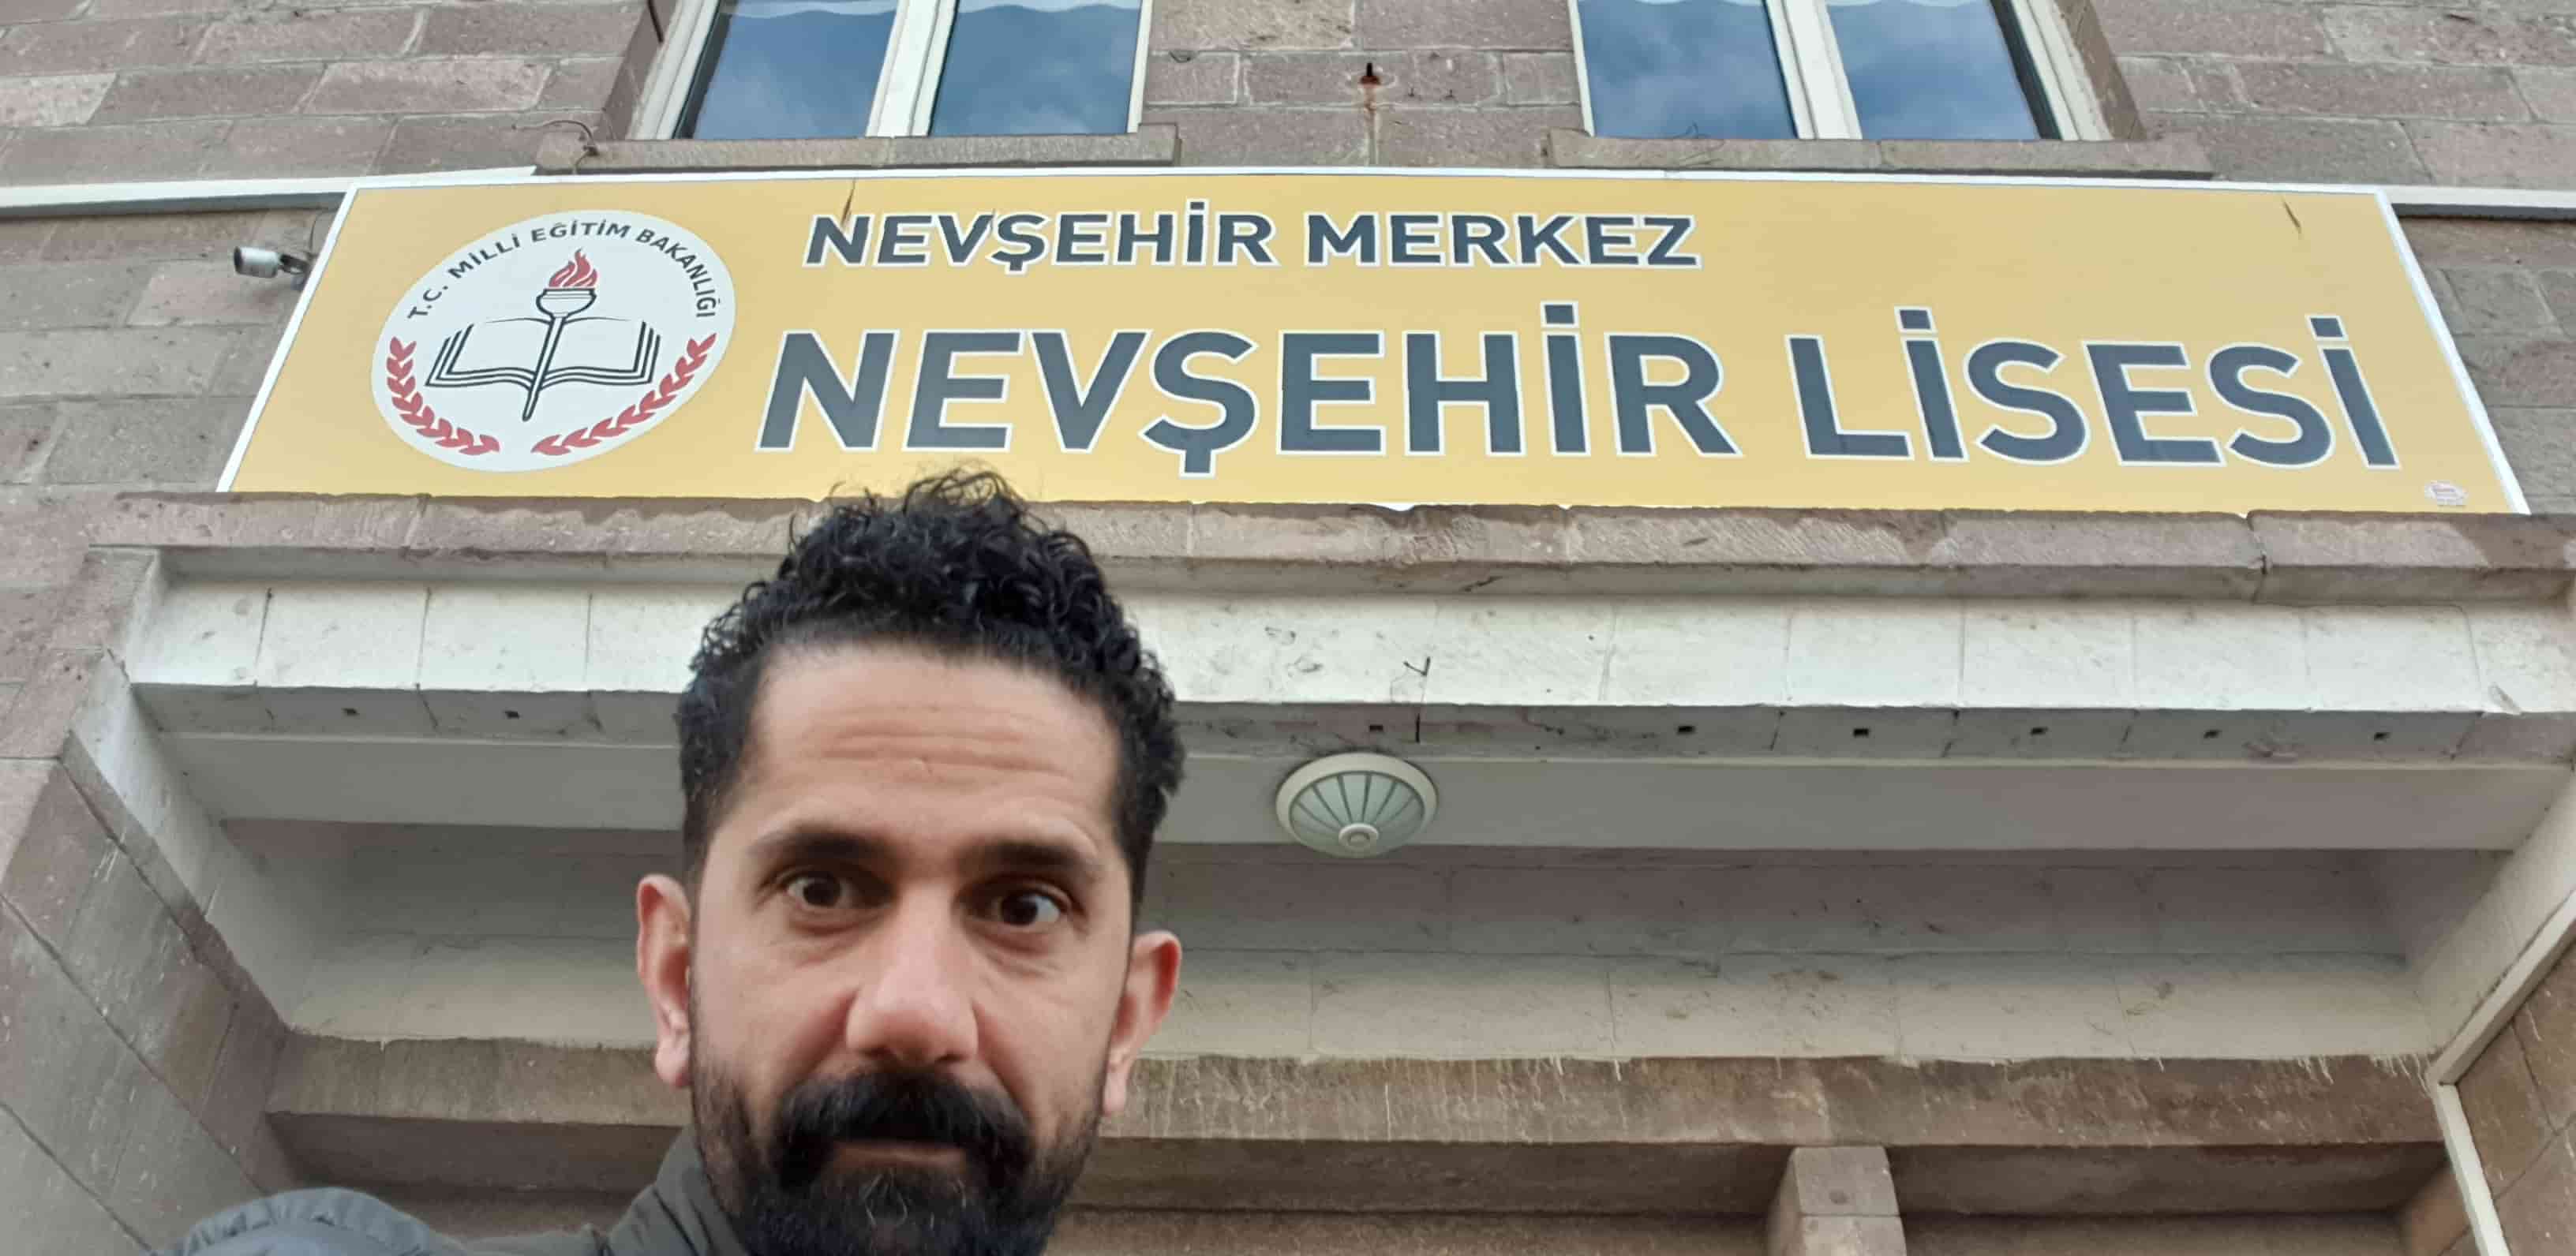 T.C. MİLLİ EĞİTİM BAKANLIĞI
NEVŞEHİR MERKEZ
NEVŞEHİR LİSESİ